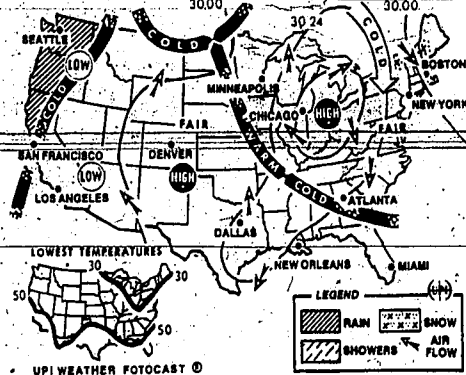 30.00
30.24
30.00
SEATTLE
COLD
COLD
LOW
COLD
BOSTON
MINNEAPOLIS
NEW YORK
CHICAGO
HIGH
FAIR
FAIR
SAN FRANCISCO
DENVER
WARM
COLD
LOW
HIGH
LOS ANGELES
ATLANTA
DALLAS
LOWEST TEMPERATURES
NEW ORLEANS
MIAMI
30
30
50
50
LEGEND
UPI
RAIN
SNOW
SHOWERS
AIR FLOW
UPI WEATHER FOTOCAST ®